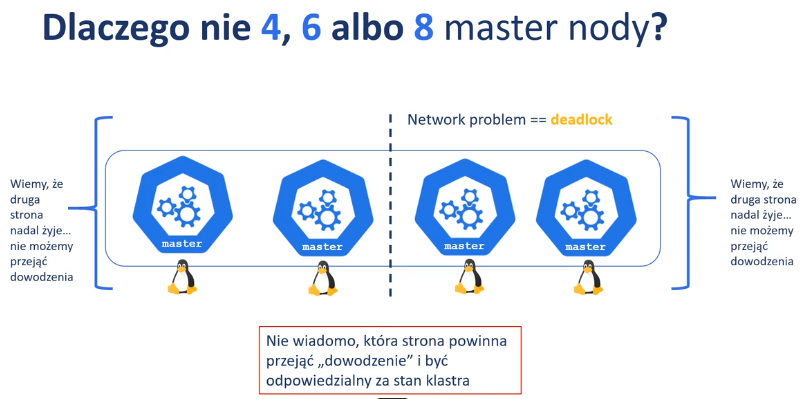 Dlaczego nie 4, 6 albo 8 master nody?
Network problem == deadlock
Wiemy, że
druga
strona
nadal żyje...
nie możemy
przejąć
dowodzenia
master
master
master
master
Wiemy, że
druga strona
nadal żyje...
nie możemy
przejąć
dowodzenia
Nie wiadomo, która strona powinna
przejąć „dowodzenie” i być
odpowiedzialny za stan klastra